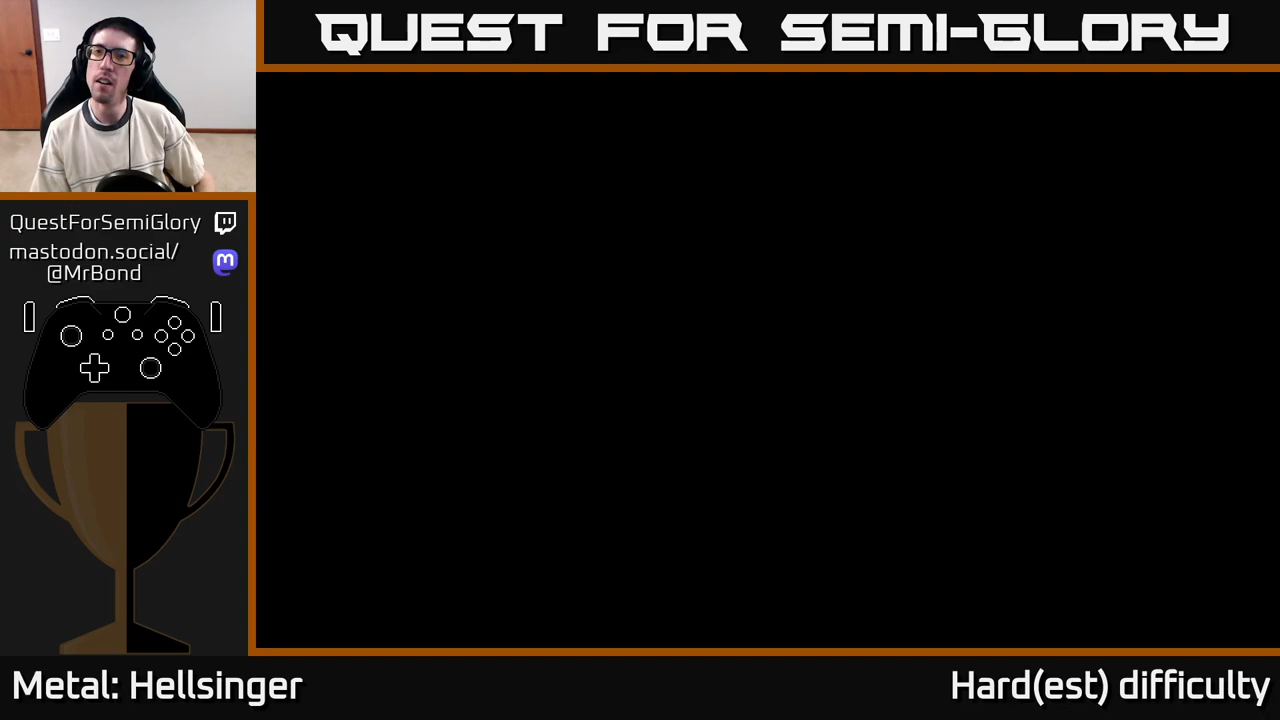 QUEST FOR SEMI-GLORY
QuestForSemiGlory
mastodon.social/
@MrBond
Metal: Hellsinger
Hard(est) difficulty